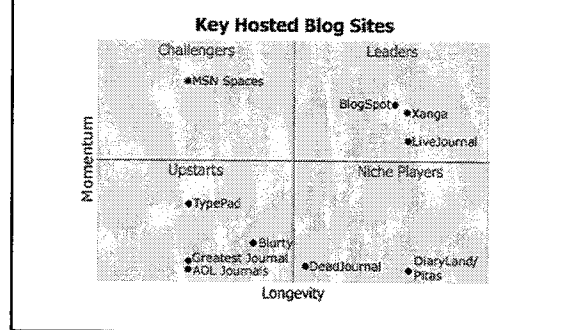 Key Hosted Blog Sites
Challengers
Leaders
MSN Spaces
BlogSpot
Xanga
LiveJournal
Momentum
Upstarts
Niche Players
TypePad
Blurty
Greatest Journal
AOL Journals
DeadJournal
DiaryLand/
Pitas
Longevity